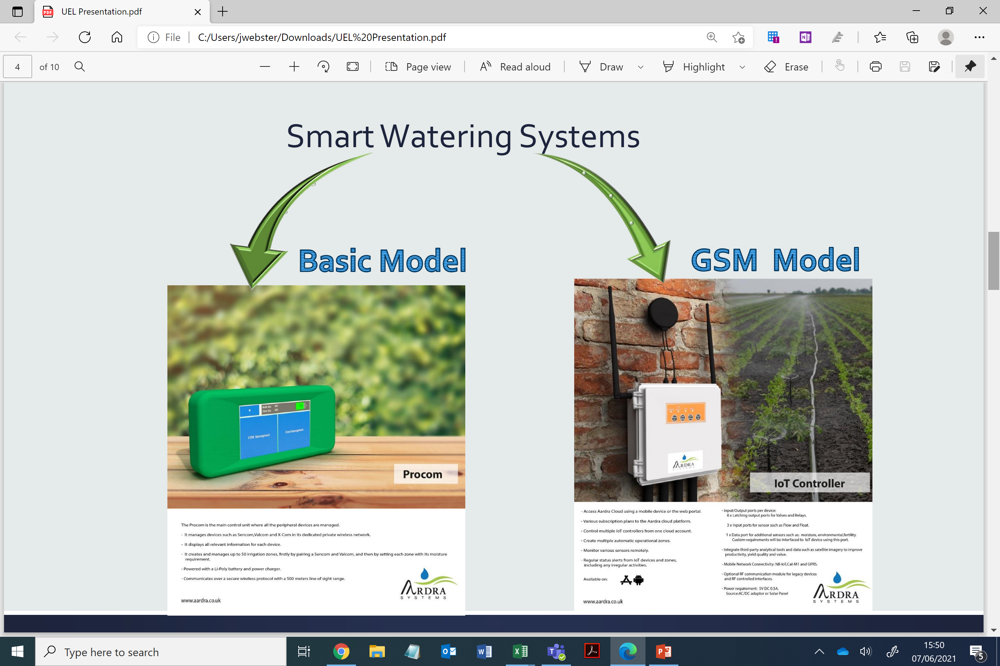 UEL Presentation.pdf
File
C:/Users/jwebster/Downloads/UEL%20Presentation.pdf
4 of 10
Page view
Read aloud
Draw
Highlight
Erase
Smart Watering Systems
Basic Model
COM Managment
Zone Managment
Procom
The Procom is the main control unit where all the peripheral devices are managed.
- It manages devices such as Sencom,Valcom and X-Com in its dedicated private wireless network.
- It displays all relevant information for each device.
- It creates and manages up to 50 irrigation zones, firstly by pairing a Sencom and Valcom, and then by setting each zone with its moisture
requirement.
- Powered with a Li-Poly battery and power charger.
- Communicates over a secure wireless protocol with a 500 meters line of sight range.
www.aardra.co.uk
AARDRA
SYSTEMS
GSM Model
AARDRA
SYSTEMS
IoT Controller
- Access Aardra Cloud using a mobile device or the web portal.
- Various subscription plans to the Aardra cloud platform.
- Control multiple IoT controllers from one cloud account.
- Create multiple automatic operational zones.
- Monitor various sensors remotely.
- Regular status alerts from IoT devices and zones,
including any irregular activities.
Available on:
www.aardra.co.uk
- Input/Output ports per device:
8 x Latching output ports for Valves and Relays.
3 x Input ports for sensor such as Flow and Float.
1 x Data port for additional sensors such as: moisture, environmental,fertility.
Custom requirements will be interfaced to IoT device using this port.
- Integrate third-party analytical tools and data such as satellite imagery to improve
productivity, yield quality and value.
- Mobile Network Connectivity: NB-IoT,Cat-M1 and GPRS.
- Optional RF communication module for legacy devices
and RF controlled interfaces.
- Power requirement: 5V DC 0.5A.
Source:AC/DC adaptor or Solar Panel
AARDRA
SYSTEMS
Type here to search
15:50
07/06/2021
5